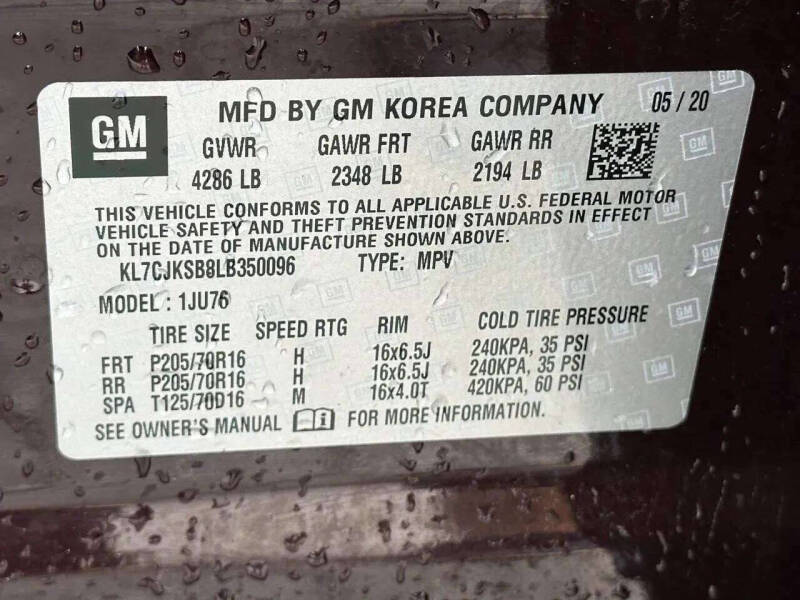 GM
MFD BY GM KOREA COMPANY 05 / 20
GVWR GAWR FRT GAWR RR
4286 LB 2348 LB 2194 LB
THIS VEHICLE CONFORMS TO ALL APPLICABLE U.S. FEDERAL MOTOR
VEHICLE SAFETY AND THEFT PREVENTION STANDARDS IN EFFECT
ON THE DATE OF MANUFACTURE SHOWN ABOVE.
KL7CJKSB8LB350096 TYPE: MPV
MODEL : 1JU76
TIRE SIZE SPEED RTG RIM COLD TIRE PRESSURE
FRT P205/70R16 H 16x6.5J 240KPA, 35 PSI
RR P205/70R16 H 16x6.5J 240KPA, 35 PSI
SPA T125/70D16 M 16x4.0T 420KPA, 60 PSI
SEE OWNER'S MANUAL FOR MORE INFORMATION.